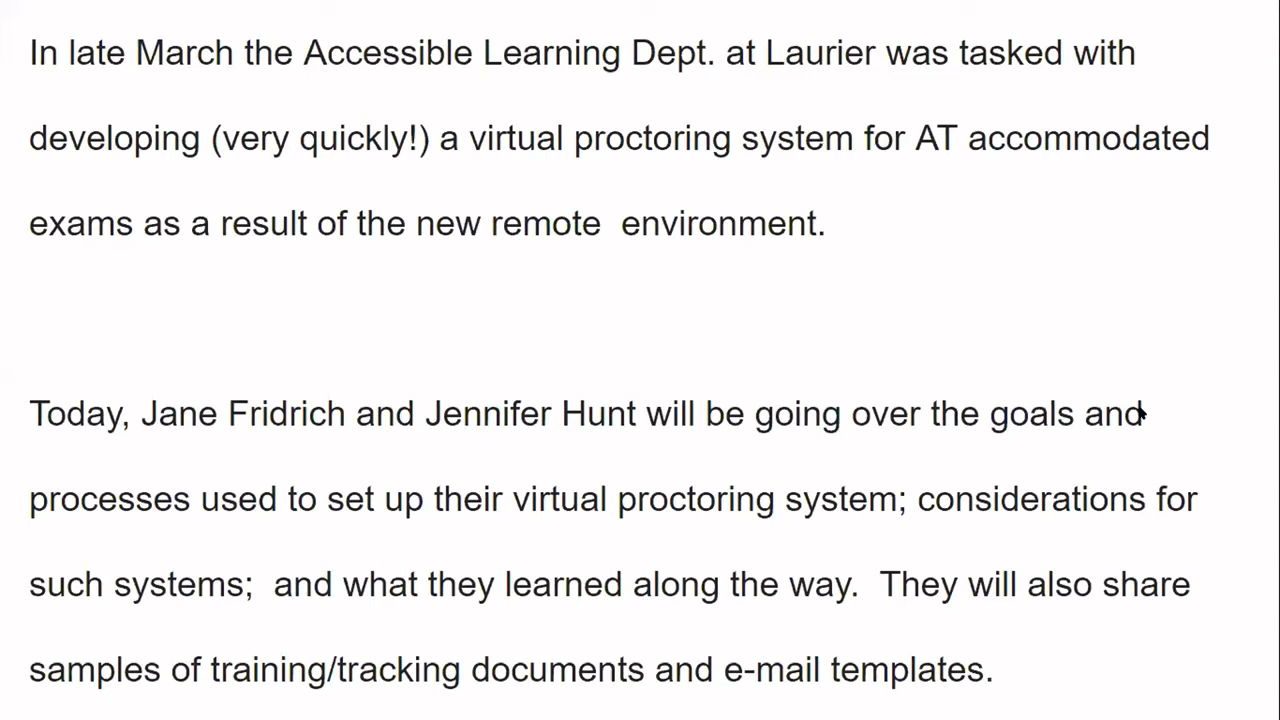 In late March the Accessible Learning Dept. at Laurier was tasked with
developing (very quickly!) a virtual proctoring system for AT accommodated
exams as a result of the new remote  environment.
Today, Jane Fridrich and Jennifer Hunt will be going over the goals and
processes used to set up their virtual proctoring system; considerations for
such systems;  and what they learned along the way.  They will also share
samples of training/tracking documents and e-mail templates.